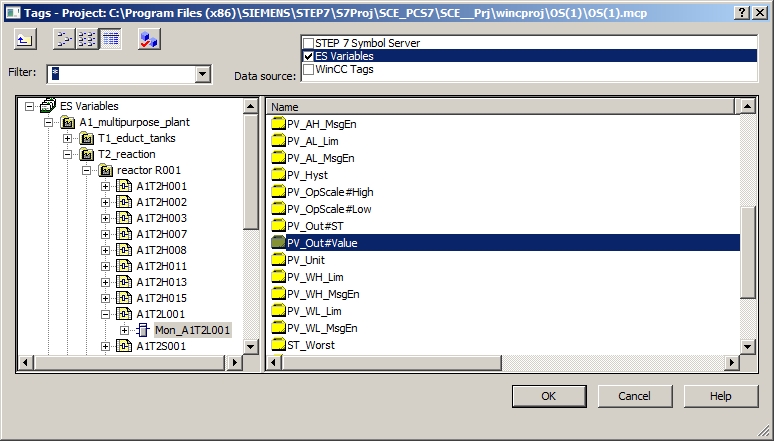 Tags - Project: C:\Program Files (x86)\SIEMENS\STEP7\S7Proj\SCE_PCS7\SCE__Prj\wincproj\OS(1)\OS(1).mcp
Filter:
*
Data source:
STEP 7 Symbol Server
ES Variables
WinCC Tags
ES Variables
A1_multipurpose_plant
T1_educt_tanks
T2_reaction
reactor R001
A1T2H001
A1T2H002
A1T2H003
A1T2H007
A1T2H008
A1T2H011
A1T2H013
A1T2H015
A1T2L001
Mon_A1T2L001
A1T2S001
Name
PV_AH_MsgEn
PV_AL_Lim
PV_AL_MsgEn
PV_Hyst
PV_OpScale#High
PV_OpScale#Low
PV_Out#ST
PV_Out#Value
PV_Unit
PV_WH_Lim
PV_WH_MsgEn
PV_WL_Lim
PV_WL_MsgEn
ST_Worst
OK
Cancel
Help